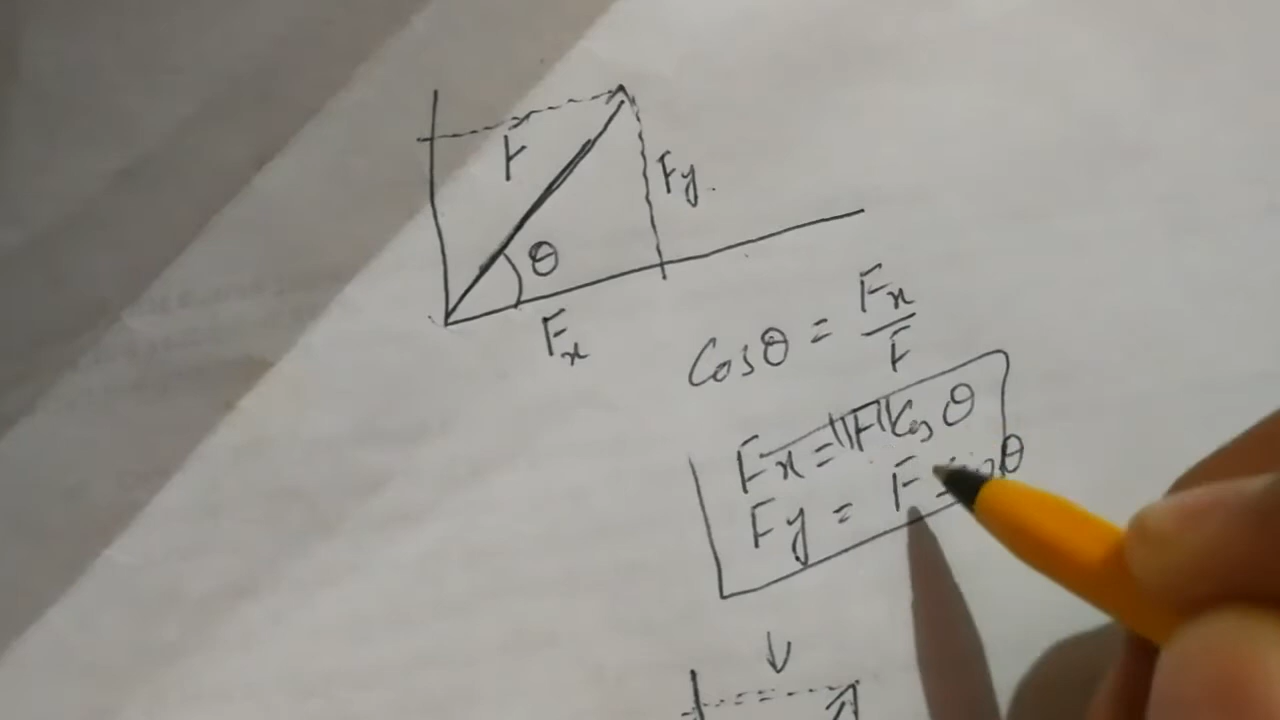 F
Fy
θ
Fx
Cosθ = Fx/F
Fx = "F" Cos θ
Fy = F θ